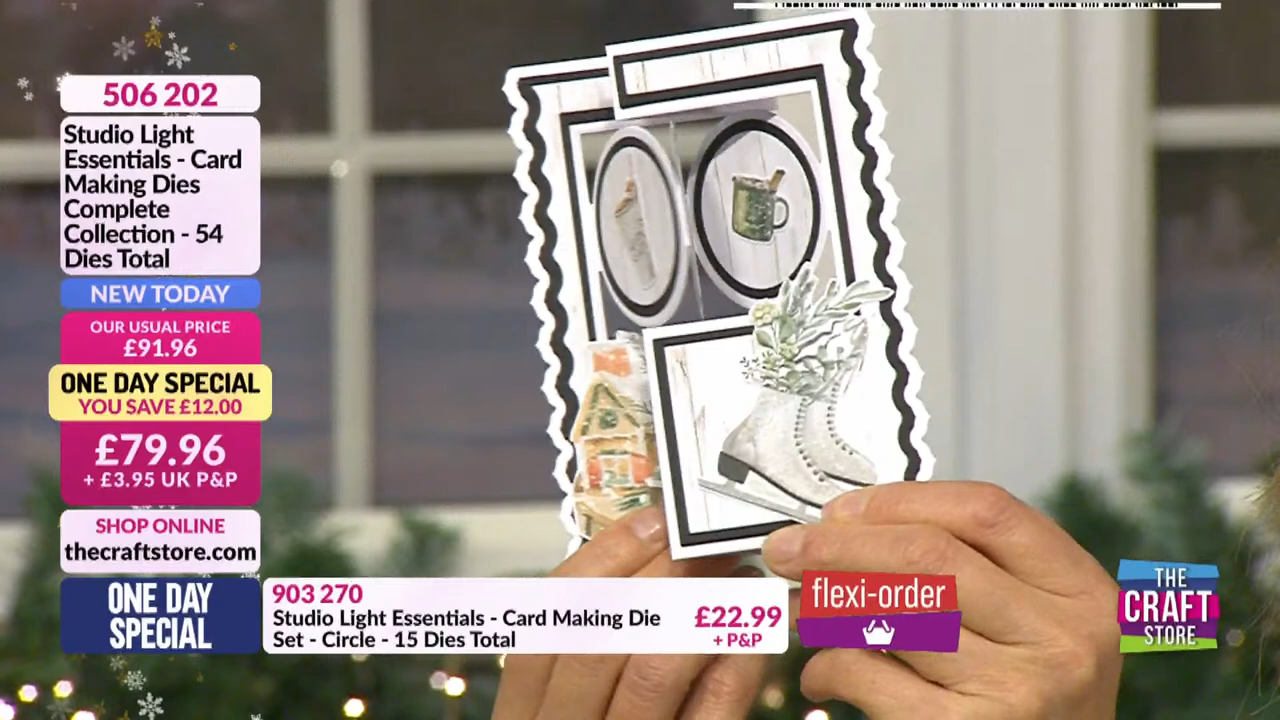 506 202
Studio Light
Essentials - Card
Making Dies
Complete
Collection - 54
Dies Total
NEW TODAY
OUR USUAL PRICE
£91.96
ONE DAY SPECIAL
YOU SAVE £12.00
£79.96
+ £3.95 UK P&P
SHOP ONLINE
thecraftstore.com
ONE DAY
SPECIAL
903 270
Studio Light Essentials - Card Making Die
Set - Circle - 15 Dies Total
£22.99
+ P&P
flexi-order
THE
CRAFT
STORE